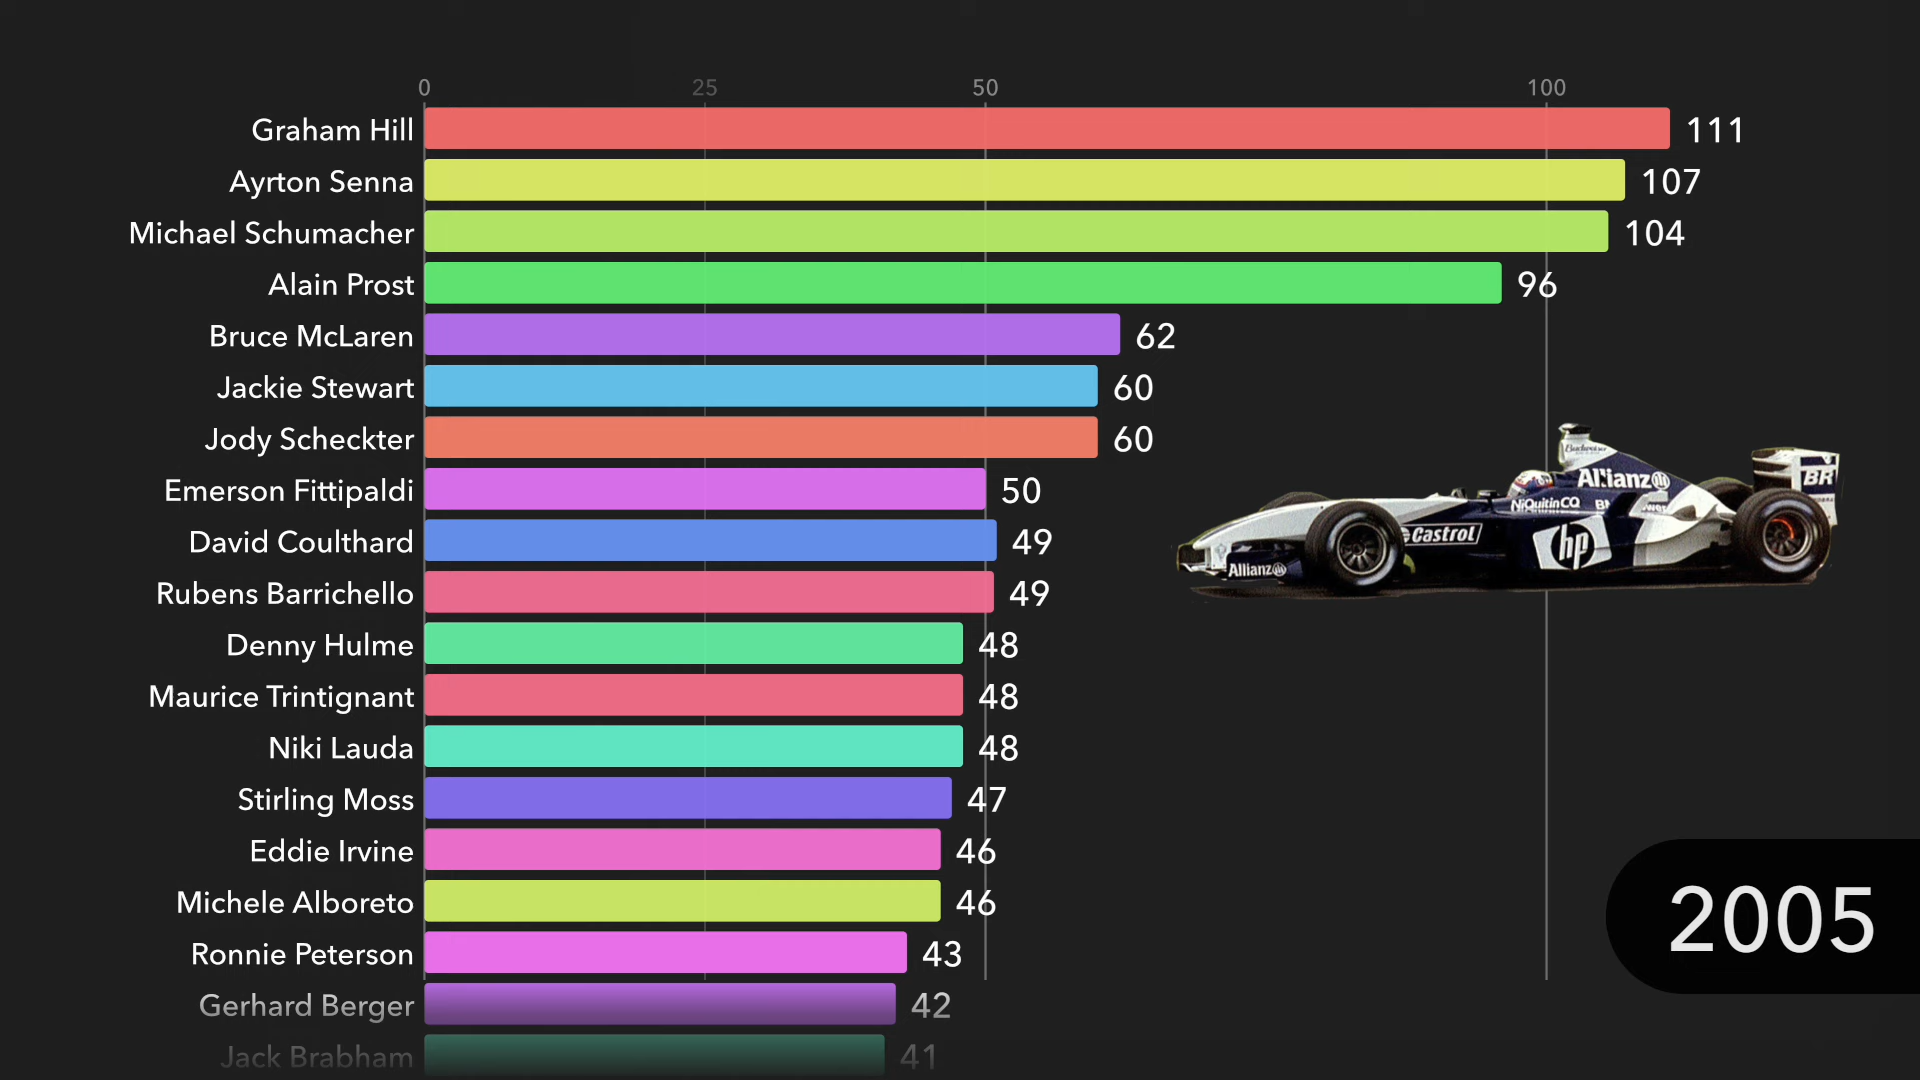 0 25 50 100
Graham Hill 111
Ayrton Senna 107
Michael Schumacher 104
Alain Prost 96
Bruce McLaren 62
Jackie Stewart 60
Jody Scheckter 60
Emerson Fittipaldi 50
David Coulthard 49
Rubens Barrichello 49
Denny Hulme 48
Maurice Trintignant 48
Niki Lauda 48
Stirling Moss 47
Eddie Irvine 46
Michele Alboreto 46
Ronnie Peterson 43
Gerhard Berger 42
Jack Brabham 41
Budweiser
Allianz
NiQuitin CQ
Castrol
hp
Allianz
2005